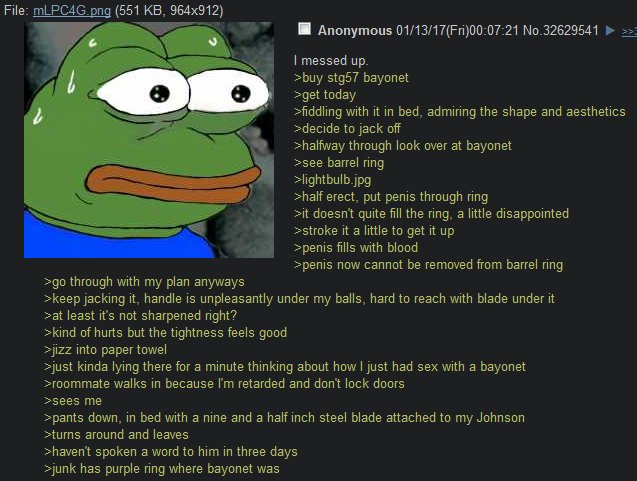 File: mLPC4G.png (551 KB, 964x912)
Anonymous 01/13/17(Fri)00:07:21 No.32629541 ▶
I messed up.
>buy stg57 bayonet
>get today
>fiddling with it in bed, admiring the shape and aesthetics
>decide to jack off
>halfway through look over at bayonet
>see barrel ring
>lightbulb.jpg
>half erect, put penis through ring
>it doesn't quite fill the ring, a little disappointed
>stroke it a little to get it up
>penis fills with blood
>penis now cannot be removed from barrel ring
>go through with my plan anyways
>keep jacking it, handle is unpleasantly under my balls, hard to reach with blade under it
>at least it's not sharpened right?
>kind of hurts but the tightness feels good
>jizz into paper towel
>just kinda lying there for a minute thinking about how I just had sex with a bayonet
>roommate walks in because I'm retarded and don't lock doors
>sees me
>pants down, in bed with a nine and a half inch steel blade attached to my Johnson
>turns around and leaves
>haven't spoken a word to him in three days
>junk has purple ring where bayonet was